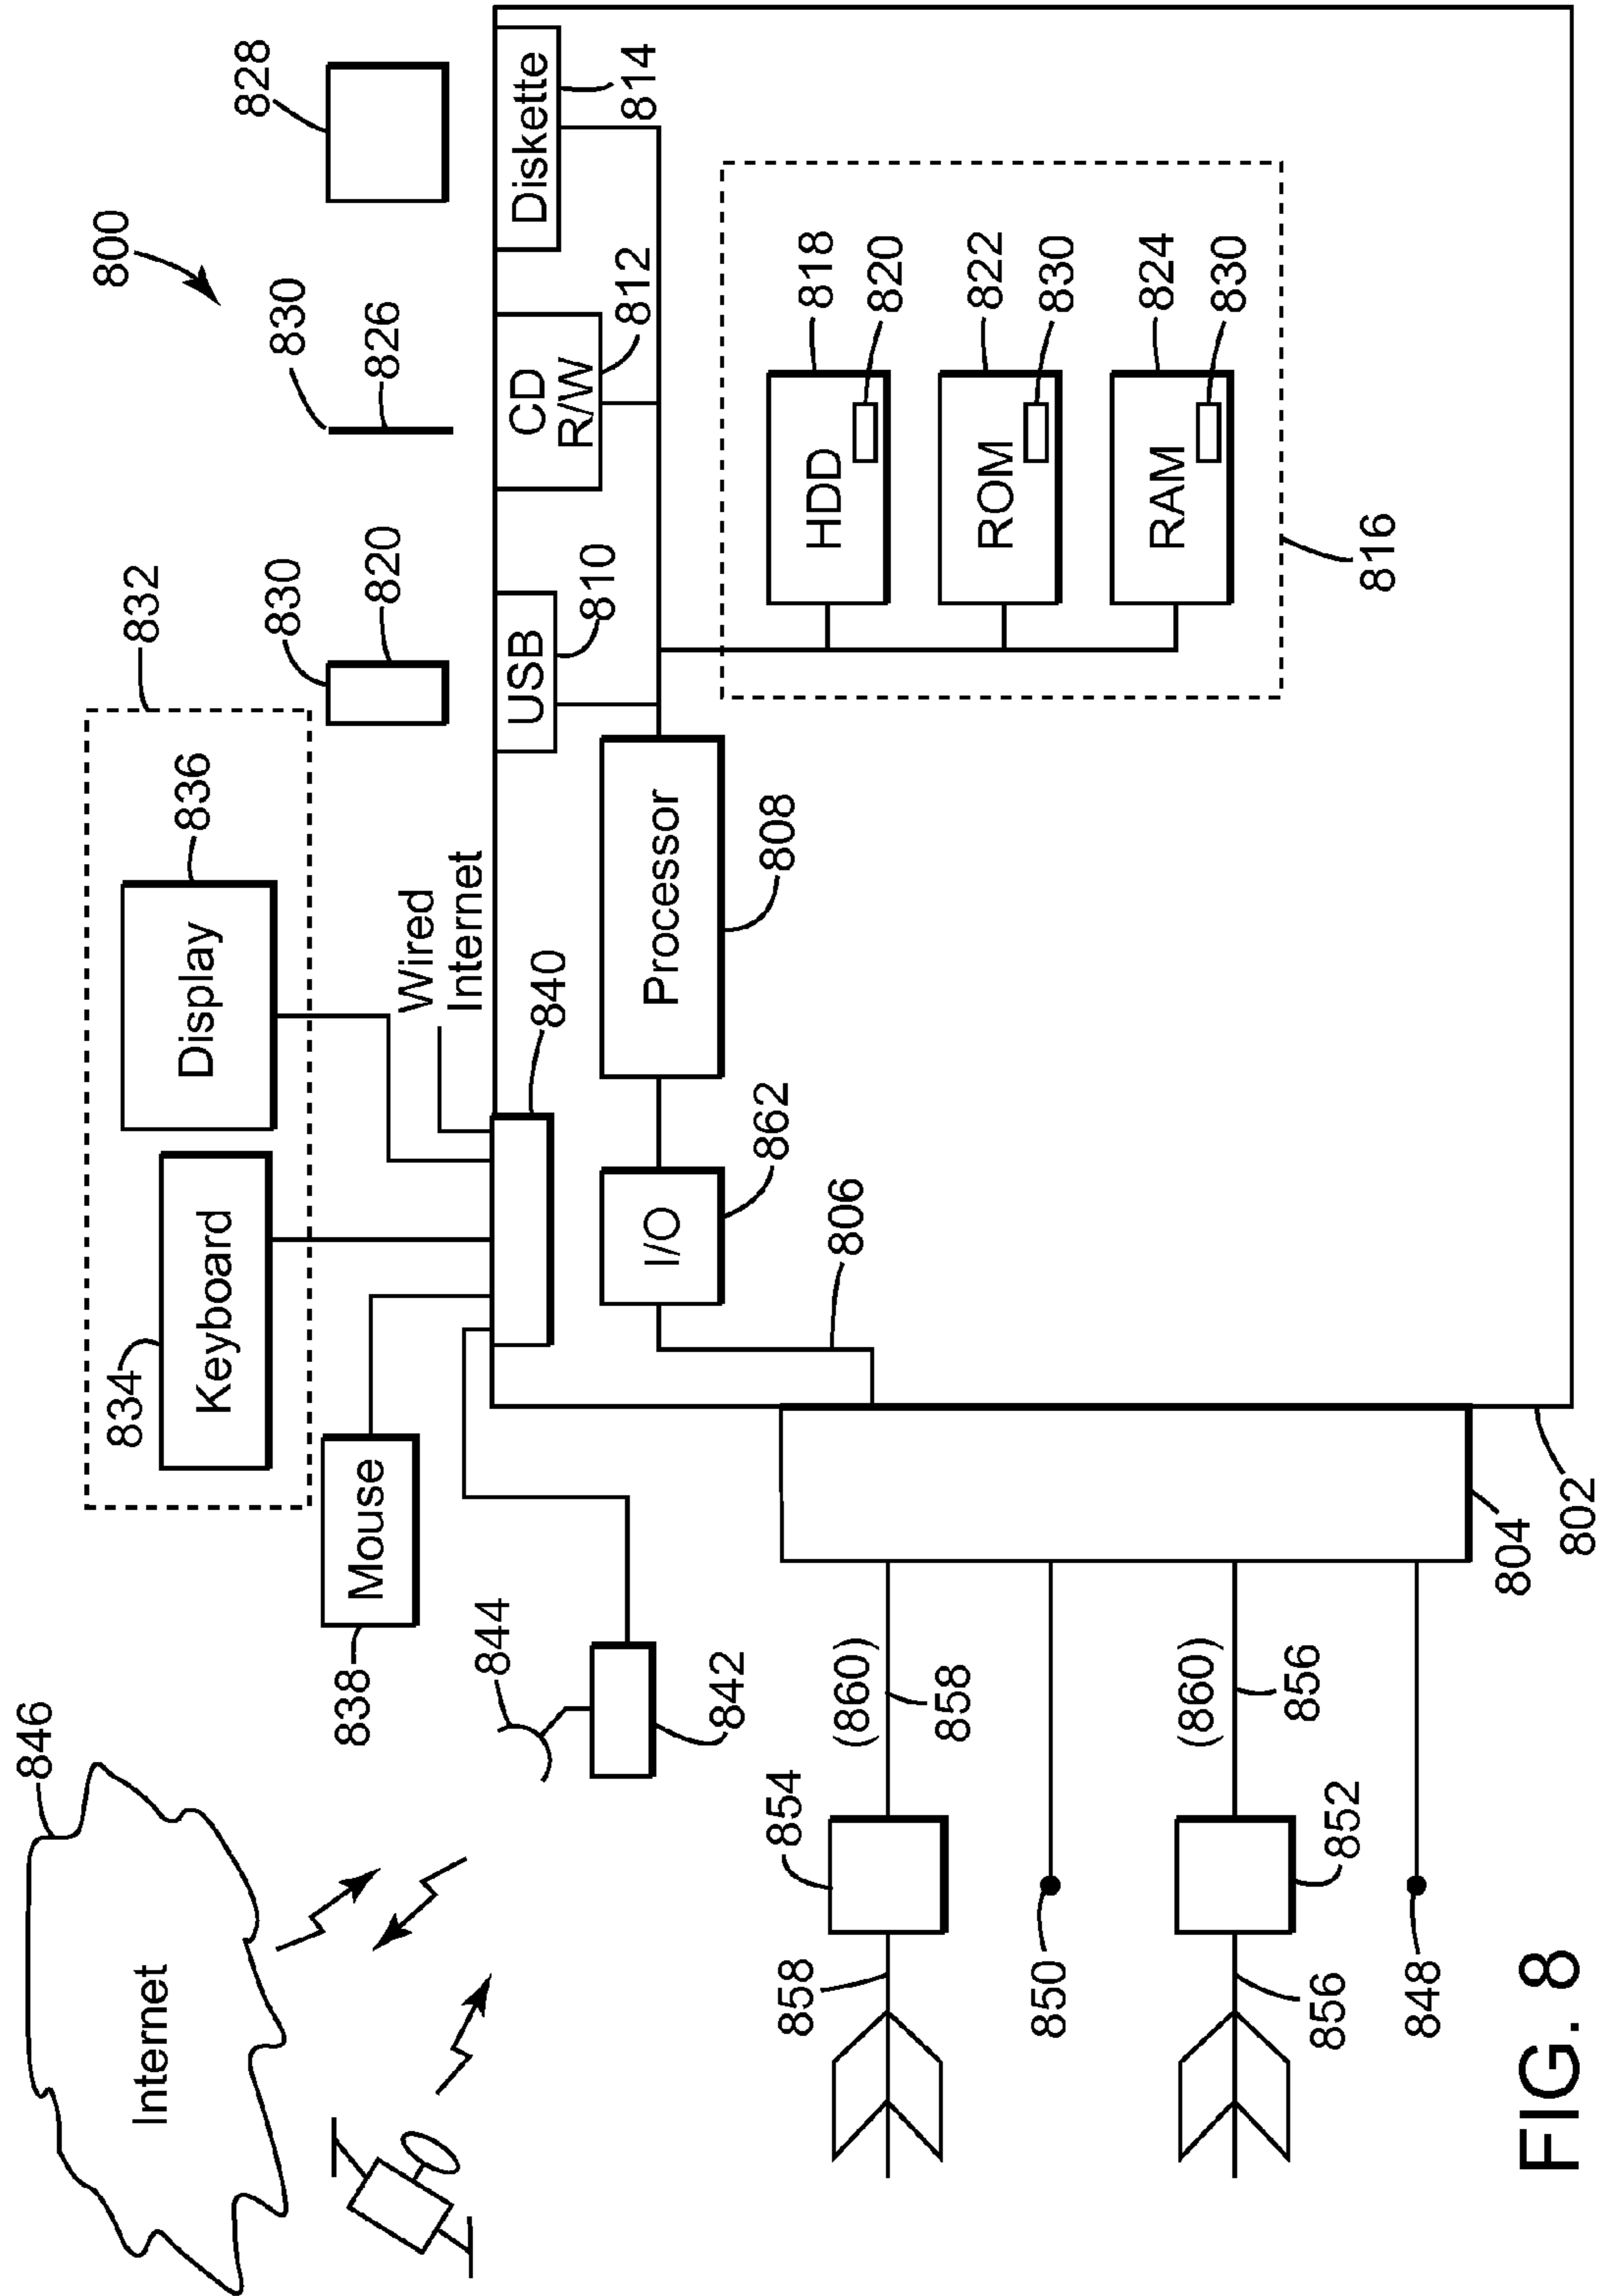 846
Internet
832
834
Keyboard
Display
836
838
Mouse
844
842
Wired
Internet
840
830
820
830
826
800
828
USB
810
CD
R/W
812
Diskette
814
I/O
862
Processor
808
806
HDD
818
820
ROM
822
830
RAM
824
830
816
854
858
(860)
858
850
852
856
(860)
856
848
804
802
FIG. 8